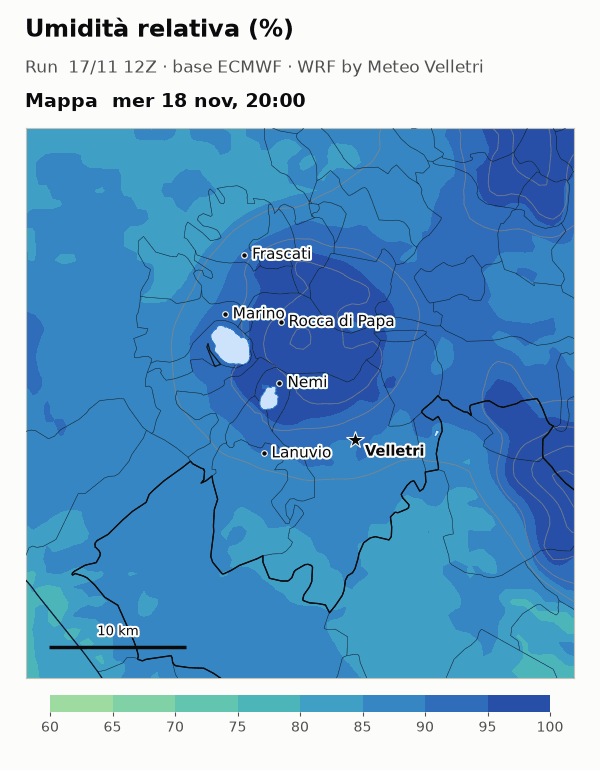 Umidità relativa (%)
Run  17/11 12Z · base ECMWF · WRF by Meteo Velletri
Mappa  mer 18 nov, 20:00
Frascati
Marino
Rocca di Papa
Nemi
Velletri
Lanuvio
10 km
60 65 70 75 80 85 90 95 100